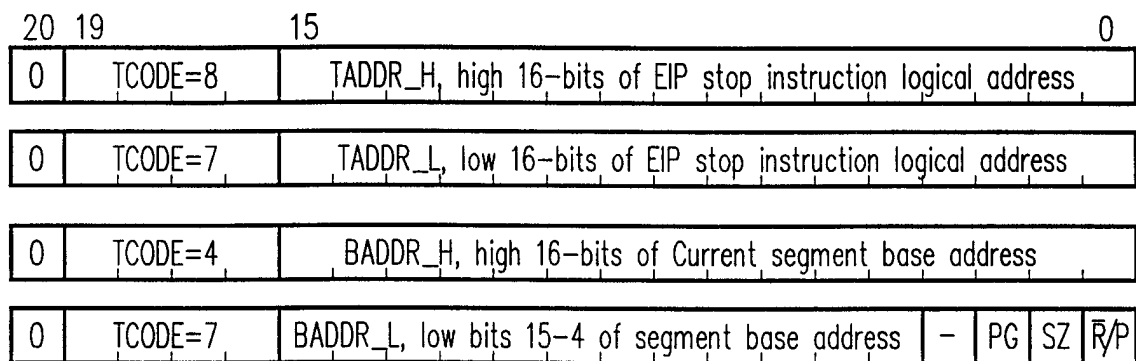 20 19 15 0
0 TCODE=8 TADDR_H, high 16-bits of EIP stop instruction logical address
0 TCODE=7 TADDR_L, low 16-bits of EIP stop instruction logical address
0 TCODE=4 BADDR_H, high 16-bits of Current segment base address
0 TCODE=7 BADDR_L, low bits 15-4 of segment base address - PG SZ R̅/P